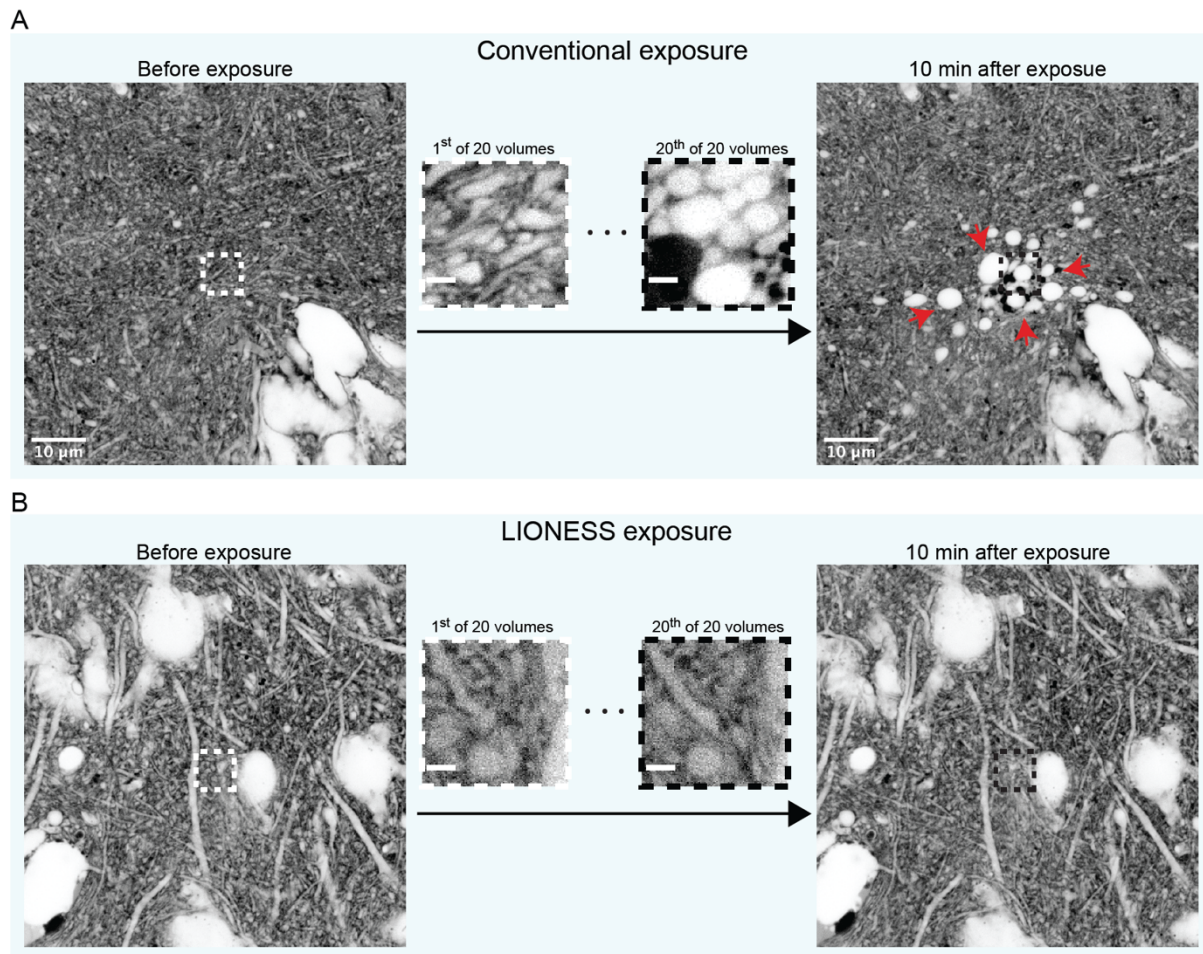 A
Conventional exposure
Before exposure
10 min after exposue
1st of 20 volumes
20th of 20 volumes
10 µm
10 µm
B
LIONESS exposure
Before exposure
10 min after exposure
1st of 20 volumes
20th of 20 volumes